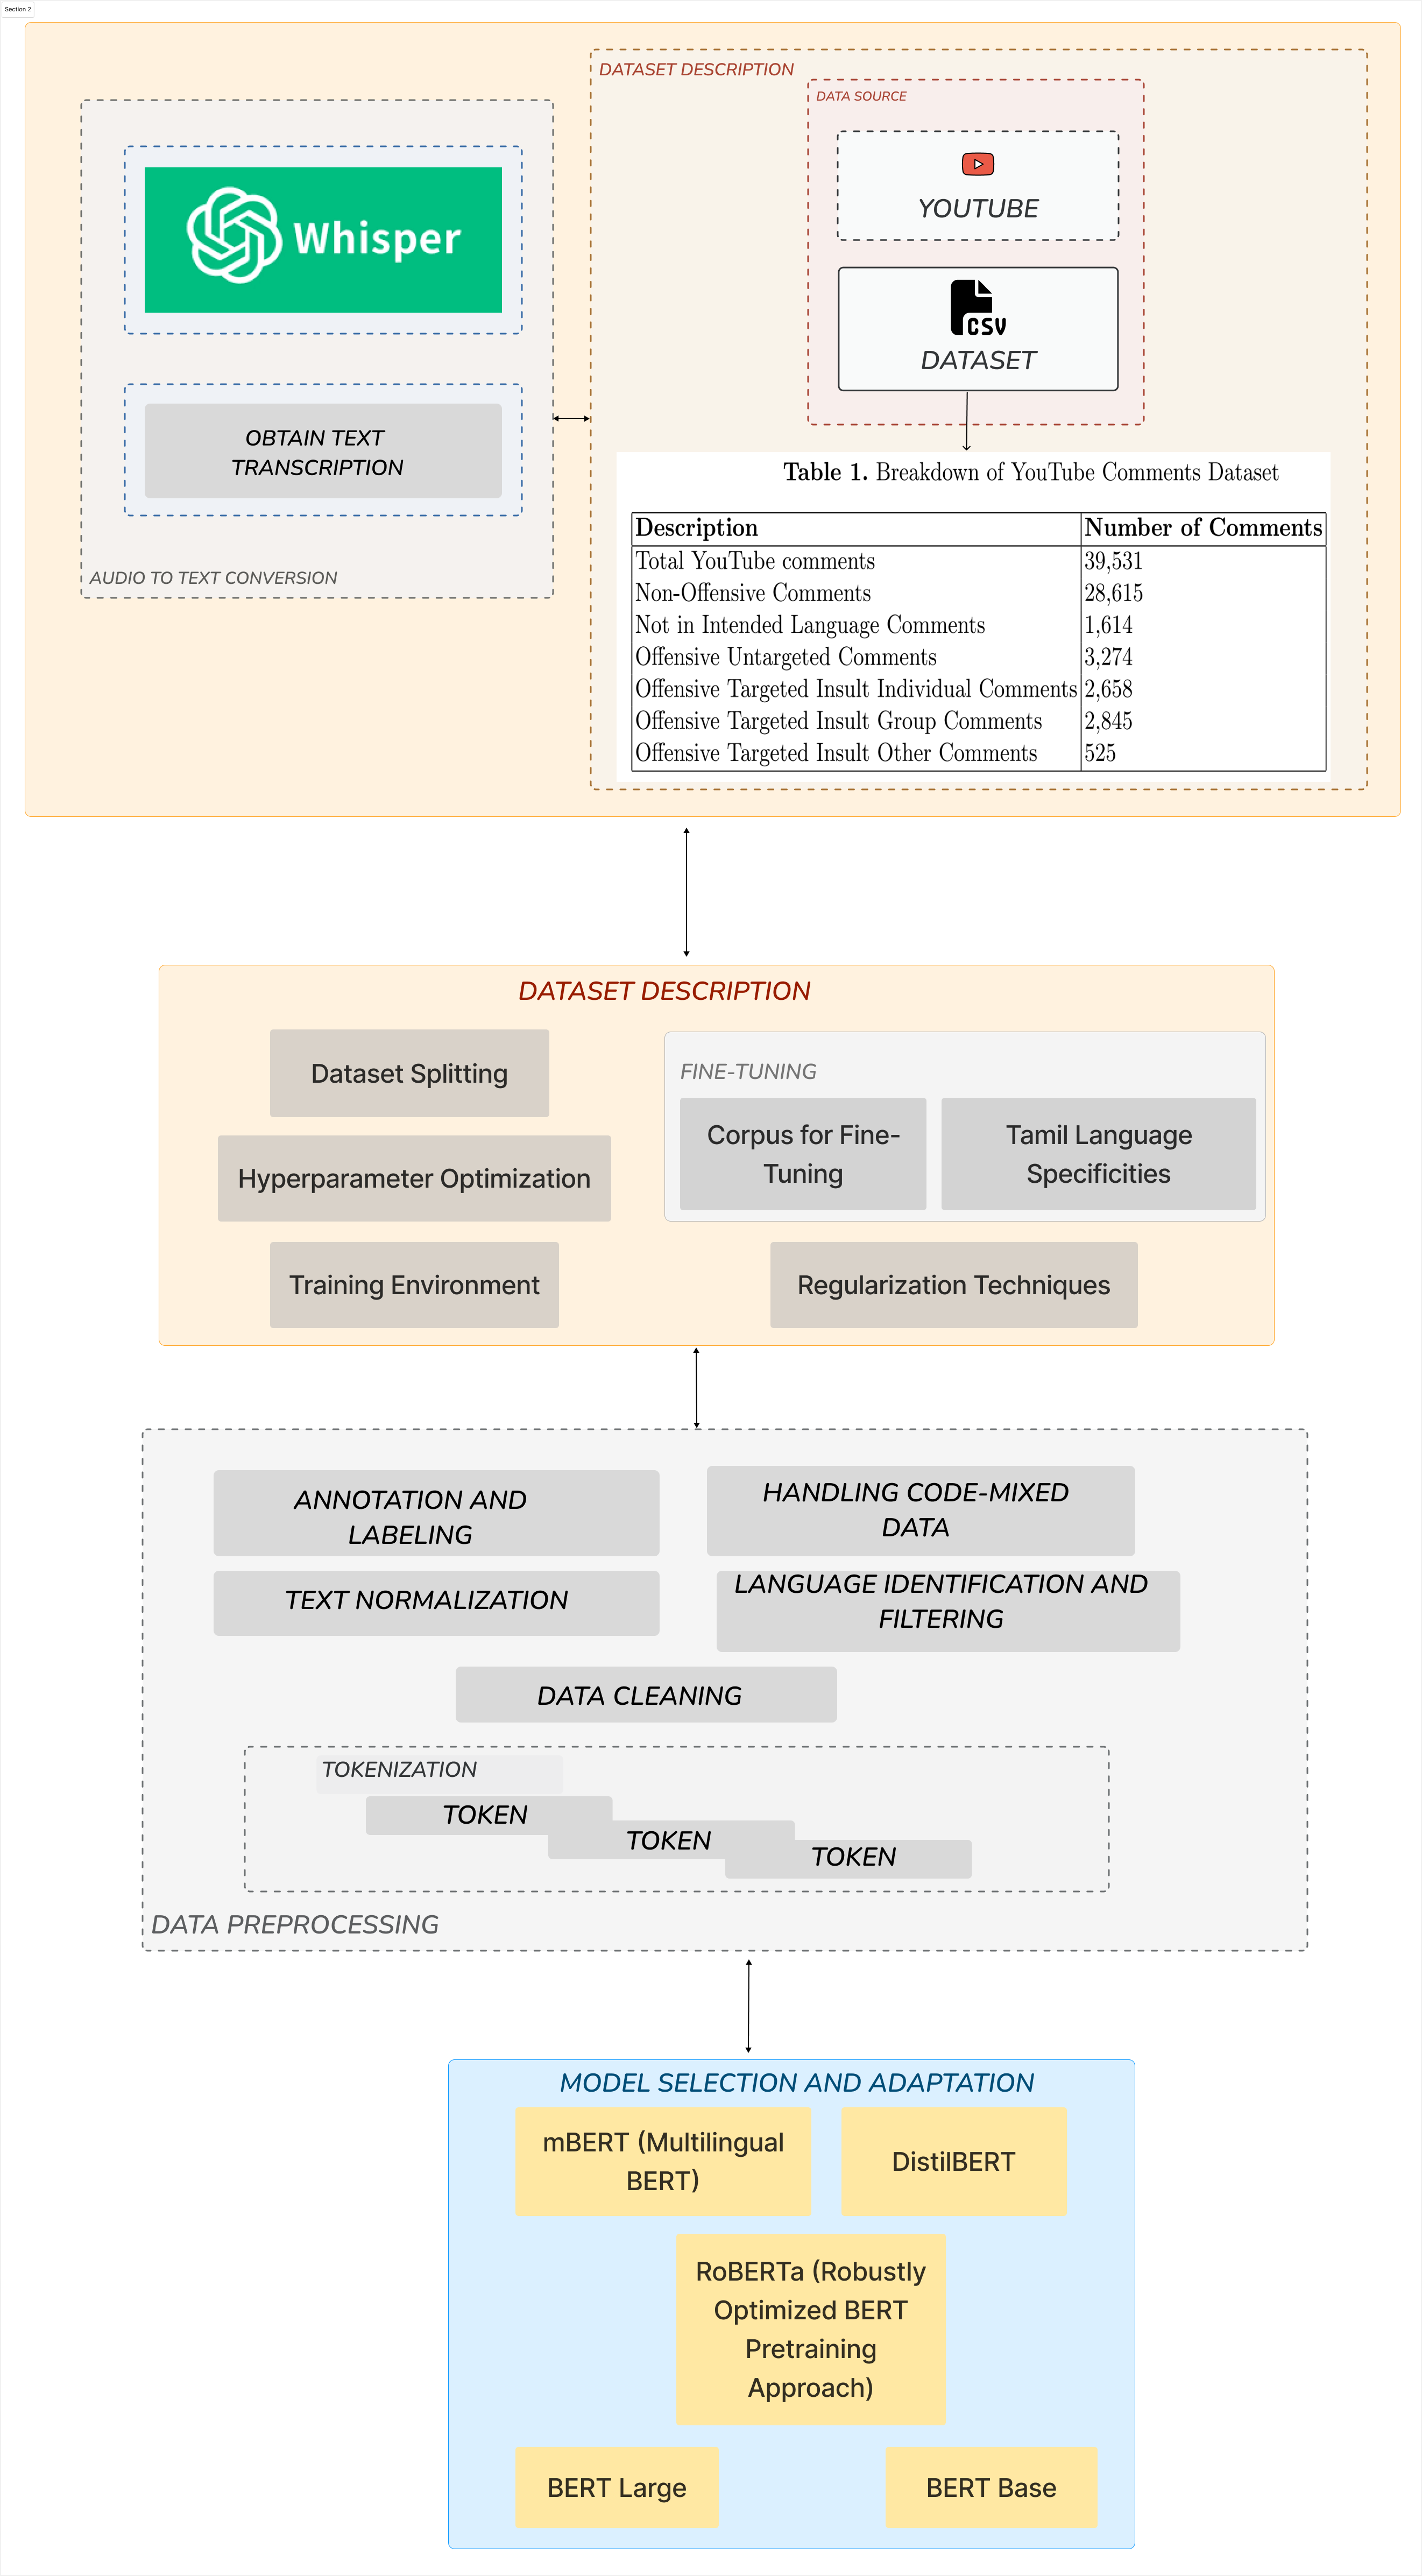 Section 2
DATASET DESCRIPTION
DATA SOURCE
YOUTUBE
CSV
DATASET
Whisper
OBTAIN TEXT
TRANSCRIPTION
AUDIO TO TEXT CONVERSION
Table 1. Breakdown of YouTube Comments Dataset
Description Number of Comments
Total YouTube comments 39,531
Non-Offensive Comments 28,615
Not in Intended Language Comments 1,614
Offensive Untargeted Comments 3,274
Offensive Targeted Insult Individual Comments 2,658
Offensive Targeted Insult Group Comments 2,845
Offensive Targeted Insult Other Comments 525
DATASET DESCRIPTION
Dataset Splitting
Hyperparameter Optimization
Training Environment
FINE-TUNING
Corpus for Fine-
Tuning
Tamil Language
Specificities
Regularization Techniques
ANNOTATION AND
LABELING
HANDLING CODE-MIXED
DATA
TEXT NORMALIZATION
LANGUAGE IDENTIFICATION AND
FILTERING
DATA CLEANING
TOKENIZATION
TOKEN
TOKEN
TOKEN
DATA PREPROCESSING
MODEL SELECTION AND ADAPTATION
mBERT (Multilingual
BERT)
DistilBERT
RoBERTa (Robustly
Optimized BERT
Pretraining
Approach)
BERT Large
BERT Base